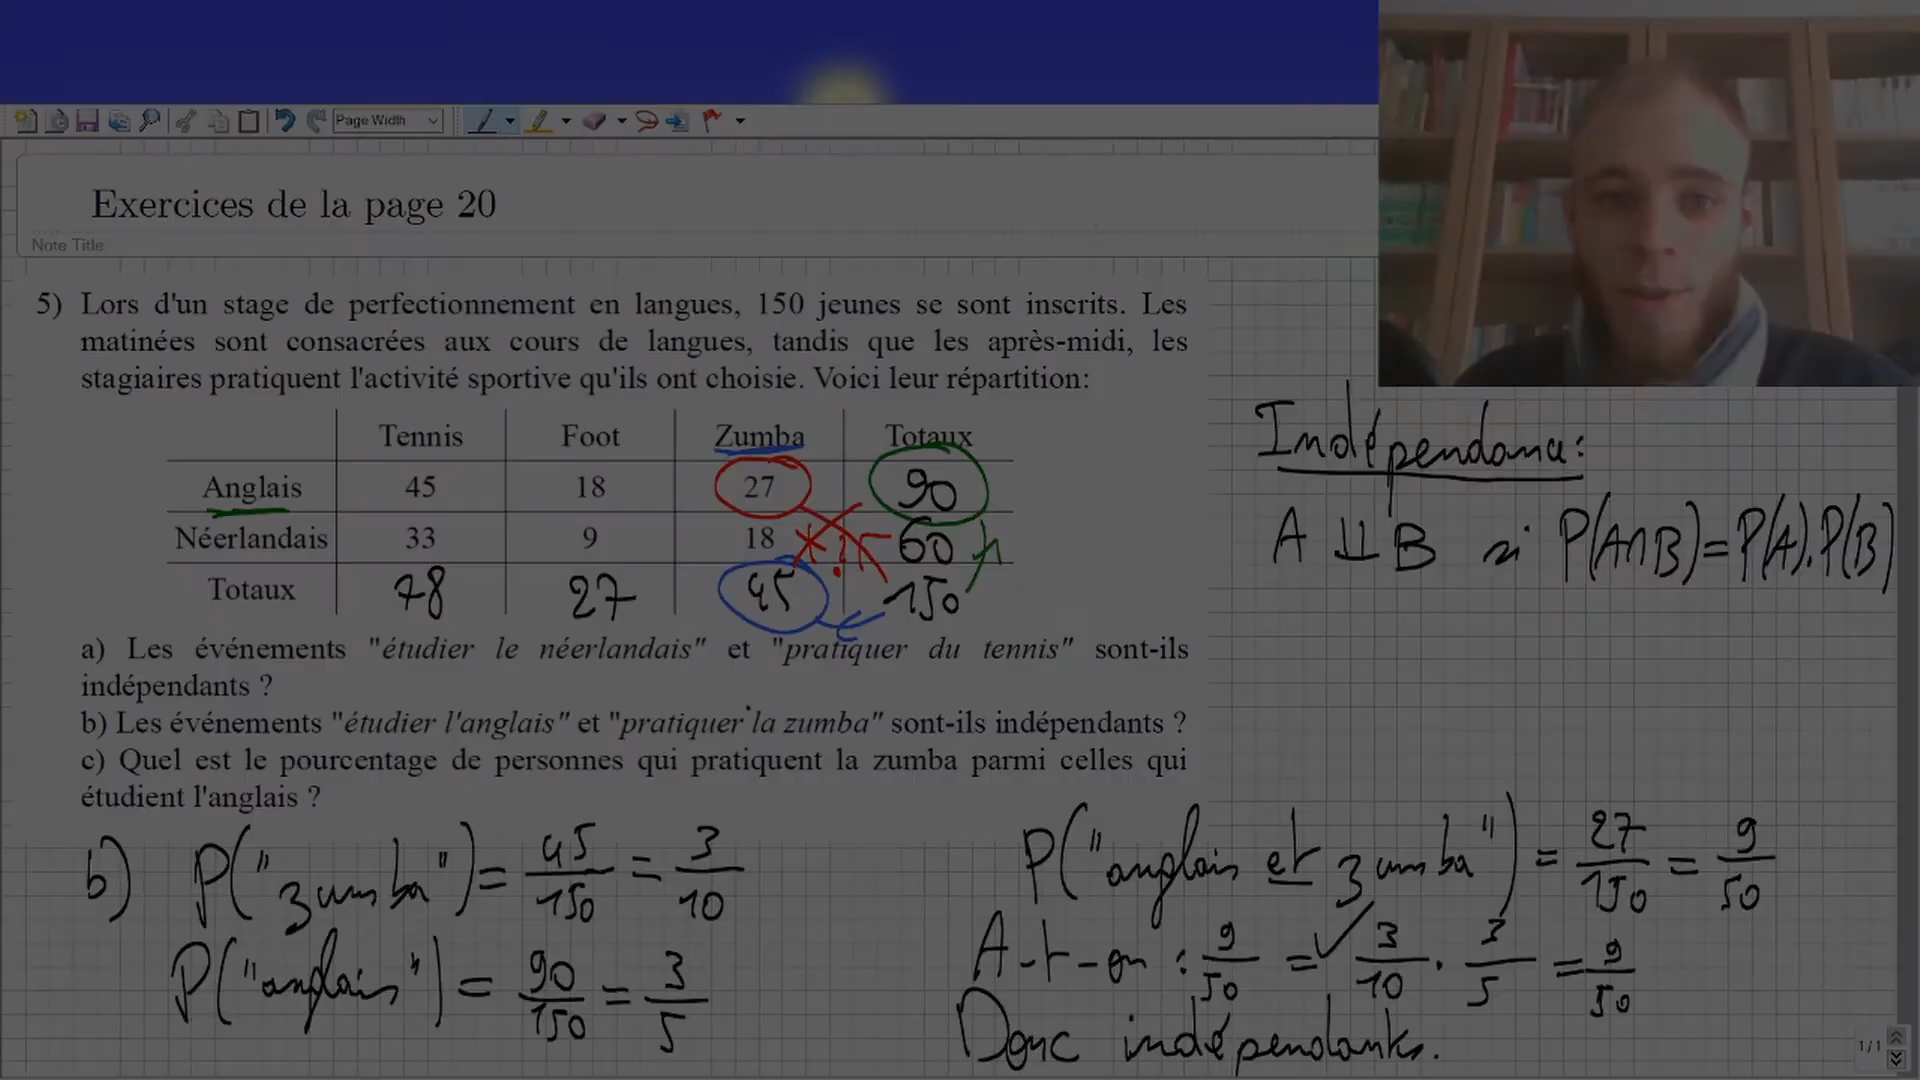 Page Width
Exercices de la page 20
Note Title
5) Lors d'un stage de perfectionnement en langues, 150 jeunes se sont inscrits. Les
matinées sont consacrées aux cours de langues, tandis que les après-midi, les
stagiaires pratiquent l'activité sportive qu'ils ont choisie. Voici leur répartition:
Tennis Foot Zumba Totaux
Anglais 45 18 27 90
Néerlandais 33 9 18 60
Totaux 78 27 45 150
Indépendance:
A ⫫ B si P(A∩B)=P(A).P(B)
a) Les événements "étudier le néerlandais" et "pratiquer du tennis" sont-ils
indépendants ?
b) Les événements "étudier l'anglais" et "pratiquer la zumba" sont-ils indépendants ?
c) Quel est le pourcentage de personnes qui pratiquent la zumba parmi celles qui
étudient l'anglais ?
b) P("zumba") = 45/150 = 3/10
P("anglais") = 90/150 = 3/5
P("anglais et zumba") = 27/150 = 9/50
A-t-on : 9/50 = 3/10 . 3/5 = 9/50
Donc indépendants.
1/1